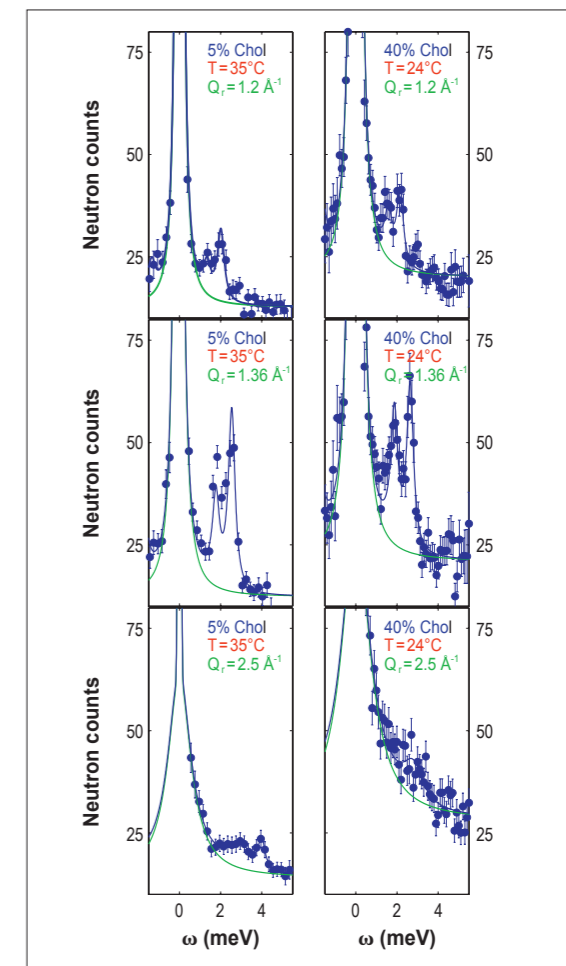 5% Chol
T = 35°C
Qr = 1.2 Å-1
75
50
25
Neutron counts
40% Chol
T = 24°C
Qr = 1.2 Å-1
75
50
25
5% Chol
T = 35°C
Qr = 1.36 Å-1
75
50
25
Neutron counts
40% Chol
T = 24°C
Qr = 1.36 Å-1
75
50
25
5% Chol
T = 35°C
Qr = 2.5 Å-1
75
50
25
Neutron counts
40% Chol
T = 24°C
Qr = 2.5 Å-1
75
50
25
0 2 4
ω (meV)
0 2 4
ω (meV)